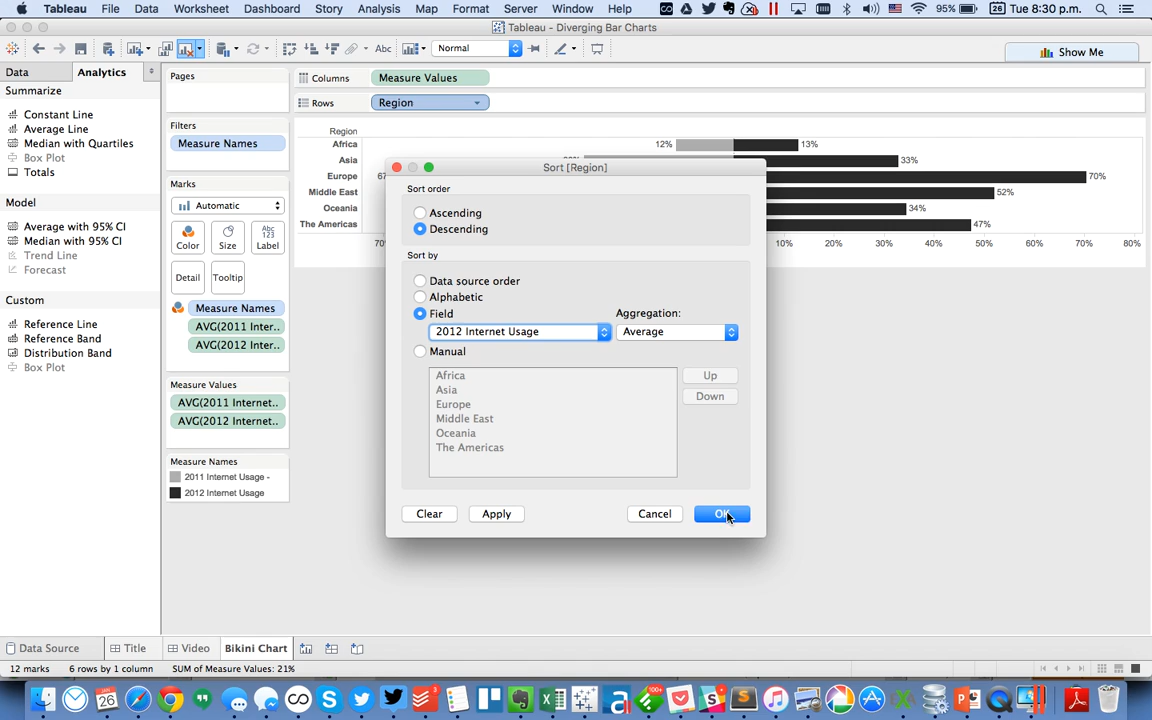 Tableau File Data Worksheet Dashboard Story Analysis Map Format Server Window Help 95% 26 Tue 8:30 p.m.
Tableau - Diverging Bar Charts
Abc Normal Show Me
Data Analytics
Summarize
Constant Line
Average Line
Median with Quartiles
Box Plot
Totals
Model
Average with 95% CI
Median with 95% CI
Trend Line
Forecast
Custom
Reference Line
Reference Band
Distribution Band
Box Plot
Pages
Filters
Measure Names
Marks
Automatic
Color Size Abc 123 Label
Detail Tooltip
Measure Names
AVG(2011 Inter..
AVG(2012 Inter..
Measure Values
AVG(2011 Internet..
AVG(2012 Internet..
Measure Names
2011 Internet Usage -
2012 Internet Usage
Columns Measure Values
Rows Region
Region
Africa 12% 13%
Asia 33%
Europe 70%
Middle East 52%
Oceania 34%
The Americas 47%
10% 20% 30% 40% 50% 60% 70% 80%
Sort [Region]
Sort order
Ascending
Descending
Sort by
Data source order
Alphabetic
Field Aggregation:
2012 Internet Usage Average
Manual
Africa
Asia
Europe
Middle East
Oceania
The Americas
Up
Down
Clear Apply Cancel OK
Data Source Title Video Bikini Chart
12 marks 6 rows by 1 column SUM of Measure Values: 21%